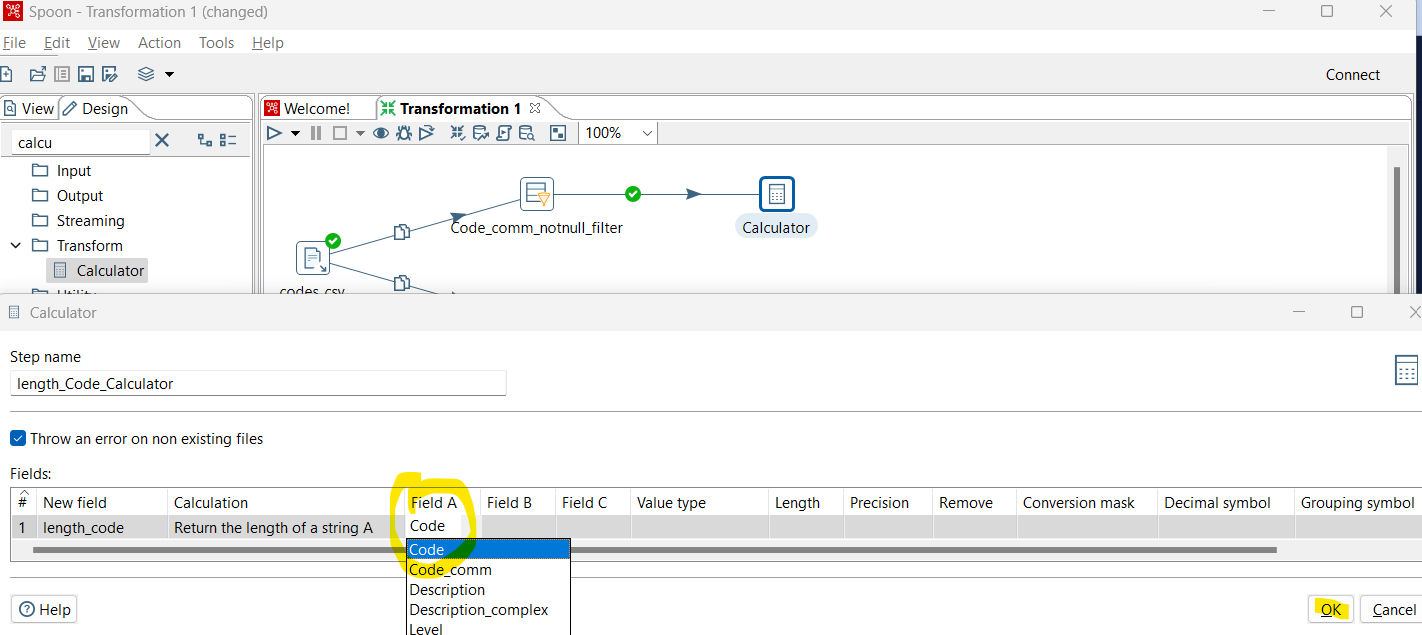 Spoon - Transformation 1 (changed)
File Edit View Action Tools Help
Connect
View Design Welcome! Transformation 1
calcu 100%
Input
Output
Streaming
Transform
Calculator
Code_comm_notnull_filter
Calculator
Calculator
Step name
length_Code_Calculator
Throw an error on non existing files
Fields:
# New field Calculation Field A Field B Field C Value type Length Precision Remove Conversion mask Decimal symbol Grouping symbol
1 length_code Return the length of a string A Code
Code
Code_comm
Description
Description_complex
Level
Help OK Cancel